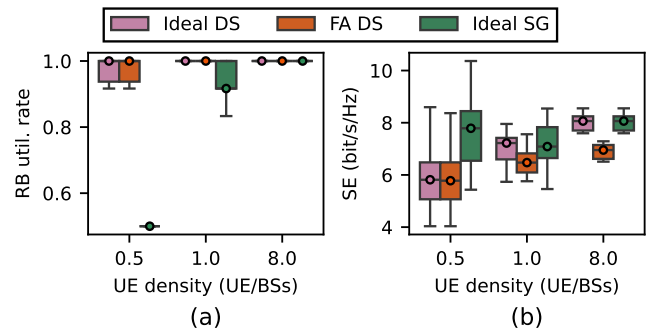 Ideal DS FA DS Ideal SG
RB util. rate
1.0
0.8
0.6
0.5 1.0 8.0
UE density (UE/BSs)
(a)
SE (bit/s/Hz)
10
8
6
4
0.5 1.0 8.0
UE density (UE/BSs)
(b)